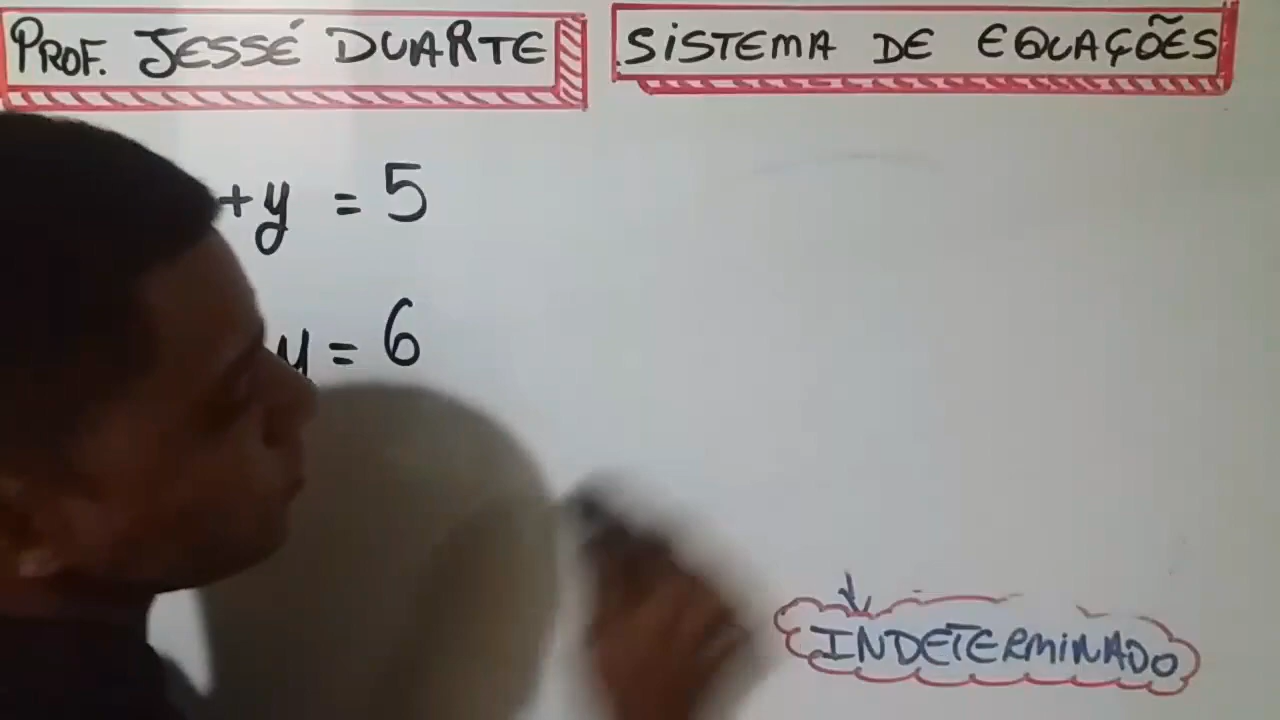 PROF. JESSÉ DUARTE
SISTEMA DE EQUAÇÕES
+y = 5
y = 6
INDETERMINADO